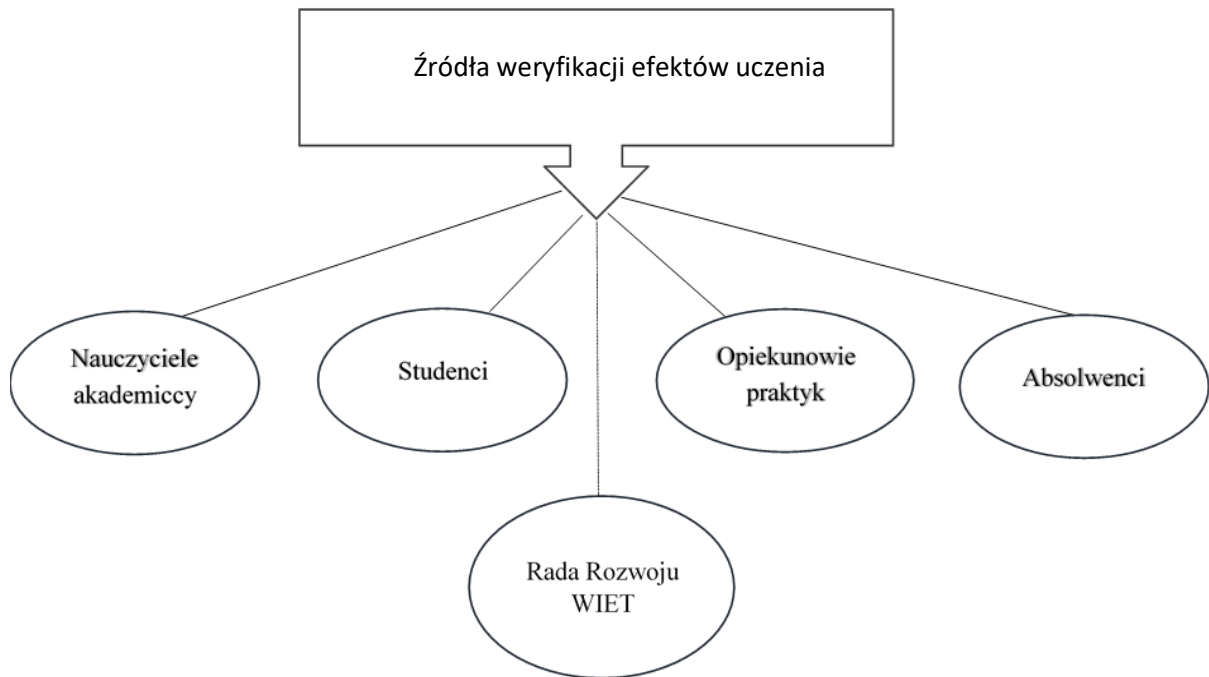 Źródła weryfikacji efektów uczenia
Nauczyciele
akademiccy
Studenci
Opiekunowie
praktyk
Absolwenci
Rada Rozwoju
WIET